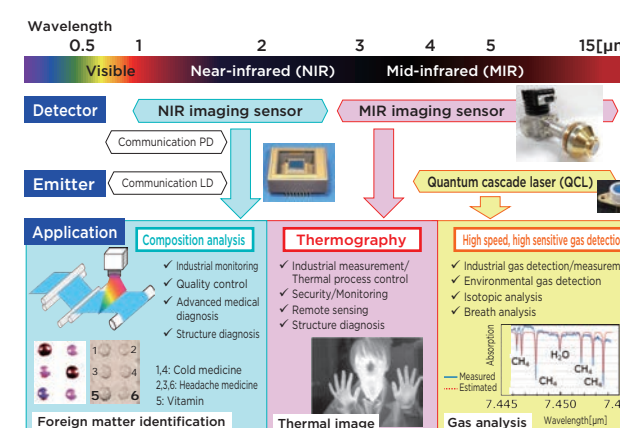 Wavelength
0.5 1 2 3 4 5 15[μm
Visible Near-infrared (NIR) Mid-infrared (MIR)
Detector NIR imaging sensor MIR imaging sensor
Communication PD
Emitter Communication LD Quantum cascade laser (QCL)
Application
Composition analysis
✓ Industrial monitoring
✓ Quality control
✓ Advanced medical
diagnosis
✓ Structure diagnosis
1 2
3 4
5 6
1,4: Cold medicine
2,3,6: Headache medicine
5: Vitamin
Foreign matter identification
Thermography
✓ Industrial measurement/
Thermal process control
✓ Security/Monitoring
✓ Remote sensing
✓ Structure diagnosis
Thermal image
High speed, high sensitive gas detectio
✓ Industrial gas detection/measurem
✓ Environmental gas detection
✓ Isotopic analysis
✓ Breath analysis
Absorption
CH₄ H₂O CH₄
CH₄ CH₄
Measured
Estimated
7.445 7.450 7.4
Wavelength[μm]
Gas analysis